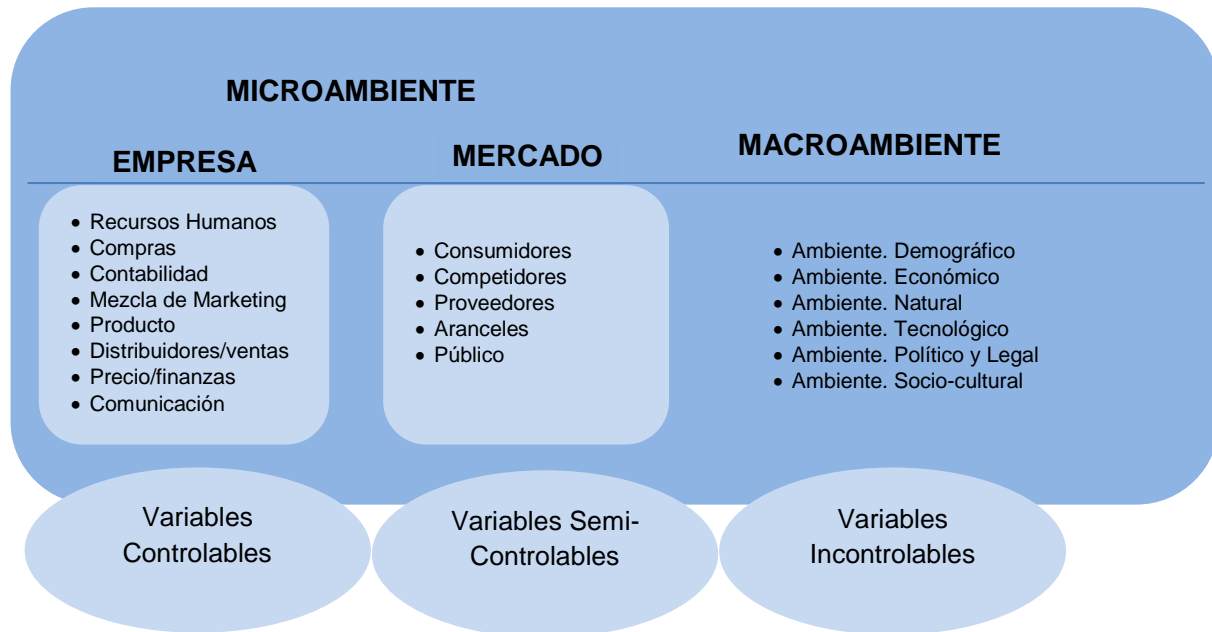 MICROAMBIENTE
EMPRESA
MERCADO
MACROAMBIENTE
• Recursos Humanos
• Compras
• Contabilidad
• Mezcla de Marketing
• Producto
• Distribuidores/ventas
• Precio/finanzas
• Comunicación
• Consumidores
• Competidores
• Proveedores
• Aranceles
• Público
• Ambiente. Demográfico
• Ambiente. Económico
• Ambiente. Natural
• Ambiente. Tecnológico
• Ambiente. Político y Legal
• Ambiente. Socio-cultural
Variables
Controlables
Variables Semi-
Controlables
Variables
Incontrolables